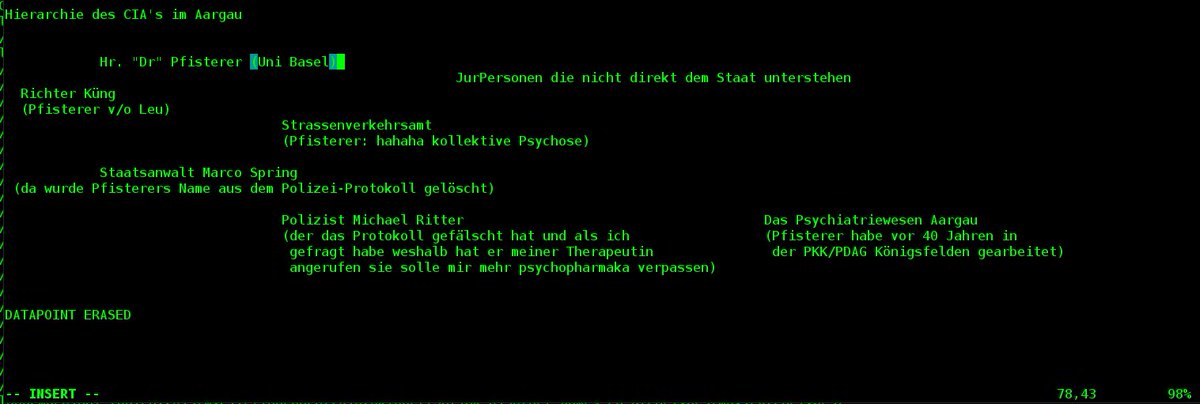 Hierarchie des CIA's im Aargau
Hr. "Dr" Pfisterer (Uni Basel)
JurPersonen die nicht direkt dem Staat unterstehen
Richter Küng
(Pfisterer v/o Leu)
Strassenverkehrsamt
(Pfisterer: hahaha kollektive Psychose)
Staatsanwalt Marco Spring
(da wurde Pfisterers Name aus dem Polizei-Protokoll gelöscht)
Polizist Michael Ritter
(der das Protokoll gefälscht hat und als ich
gefragt habe weshalb hat er meiner Therapeutin
angerufen sie solle mir mehr psychopharmaka verpassen)
Das Psychiatriewesen Aargau
(Pfisterer habe vor 40 Jahren in
der PKK/PDAG Königsfelden gearbeitet)
DATAPOINT ERASED
-- INSERT --
78,43
98%